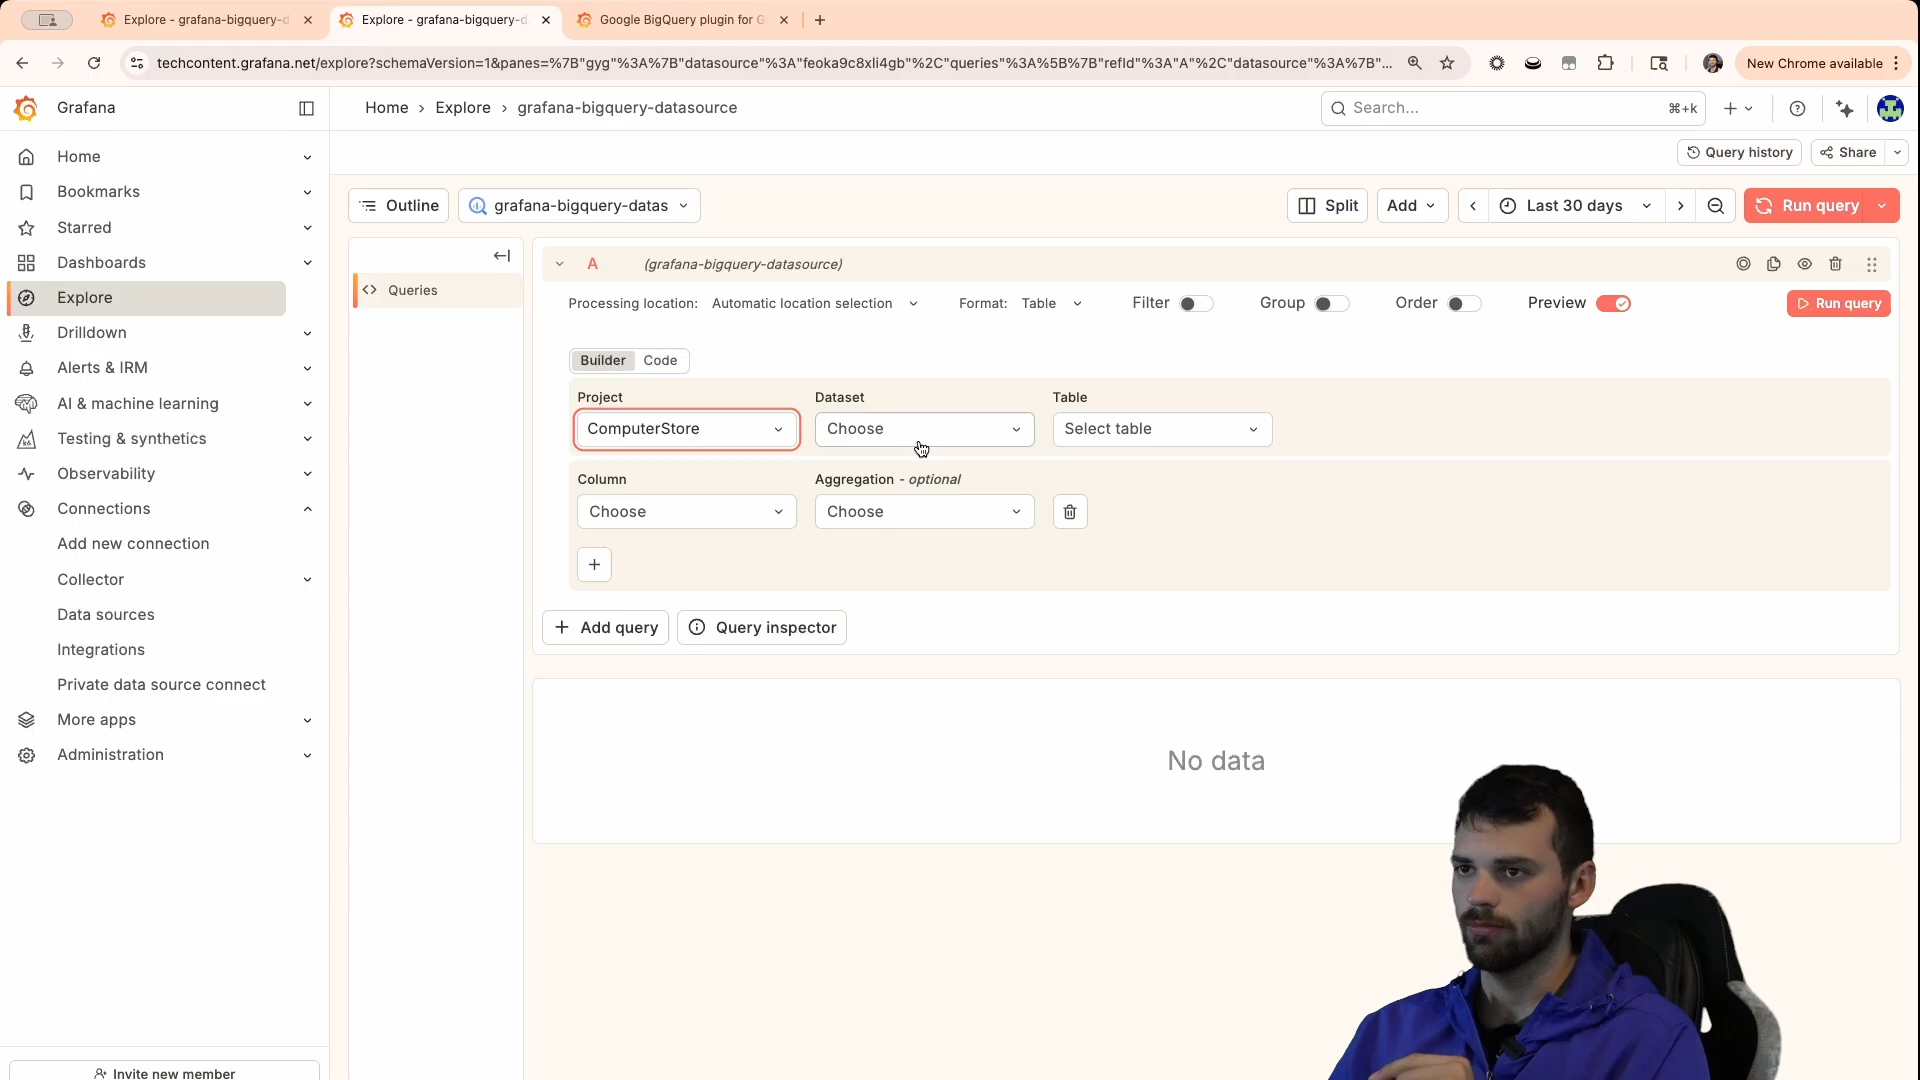 Explore - grafana-bigquery-d
Explore - grafana-bigquery-d
Google BigQuery plugin for G
techcontent.grafana.net/explore?schemaVersion=1&panes=%7B"gyg"%3A%7B"datasource"%3A"feoka9c8xli4gb"%2C"queries"%3A%5B%7B"refId"%3A"A"%2C"datasource"%3A%7B"...
New Chrome available
Grafana
Home › Explore › grafana-bigquery-datasource
Search...
⌘+k
Query history
Share
Home
Bookmarks
Starred
Dashboards
Explore
Drilldown
Alerts & IRM
AI & machine learning
Testing & synthetics
Observability
Connections
Add new connection
Collector
Data sources
Integrations
Private data source connect
More apps
Administration
Invite new member
Outline
grafana-bigquery-datas
Split
Add
Last 30 days
Run query
Queries
A (grafana-bigquery-datasource)
Processing location: Automatic location selection
Format: Table
Filter
Group
Order
Preview
Run query
Builder Code
Project Dataset Table
ComputerStore Choose Select table
Column Aggregation - optional
Choose Choose
Add query
Query inspector
No data